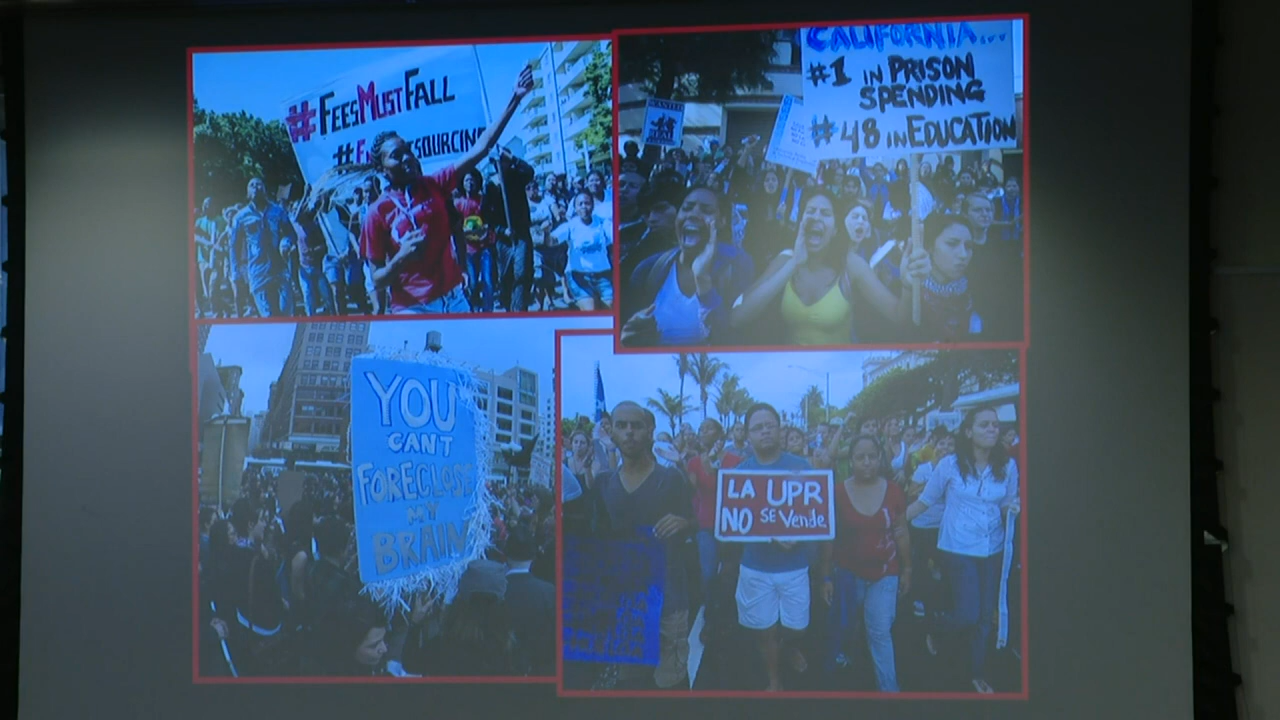 #FEESMUSTFALL
CALIFORNIA...
#1 IN PRISON
SPENDING
#48 IN EDUCATION
WANTED
YOU
CANT
FORECLOSE
MY
BRAIN
LA UPR
NO SE Vende